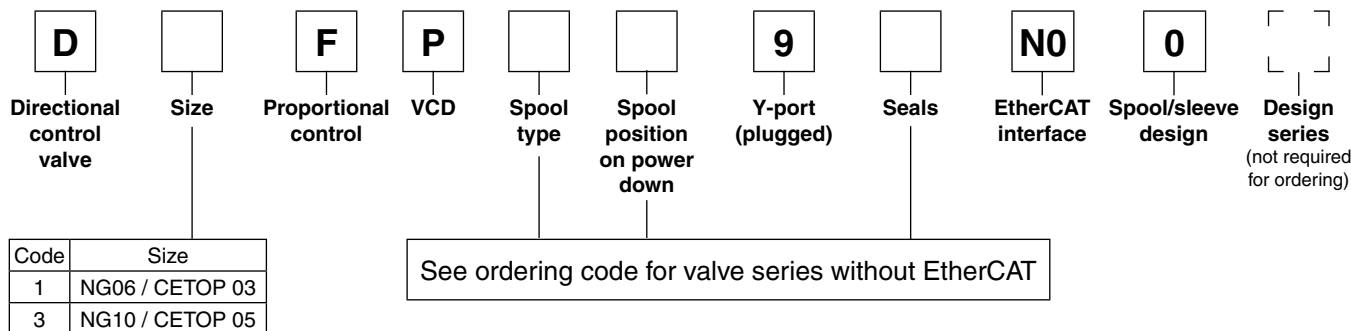 D F P 9 N0 0
Directional
control
valve
Size
Proportional
control
VCD
Spool
type
Spool
position
on power
down
Y-port
(plugged)
Seals
EtherCAT
interface
Spool/sleeve
design
Design
series
(not required
for ordering)
Code Size
1 NG06 / CETOP 03
3 NG10 / CETOP 05
See ordering code for valve series without EtherCAT